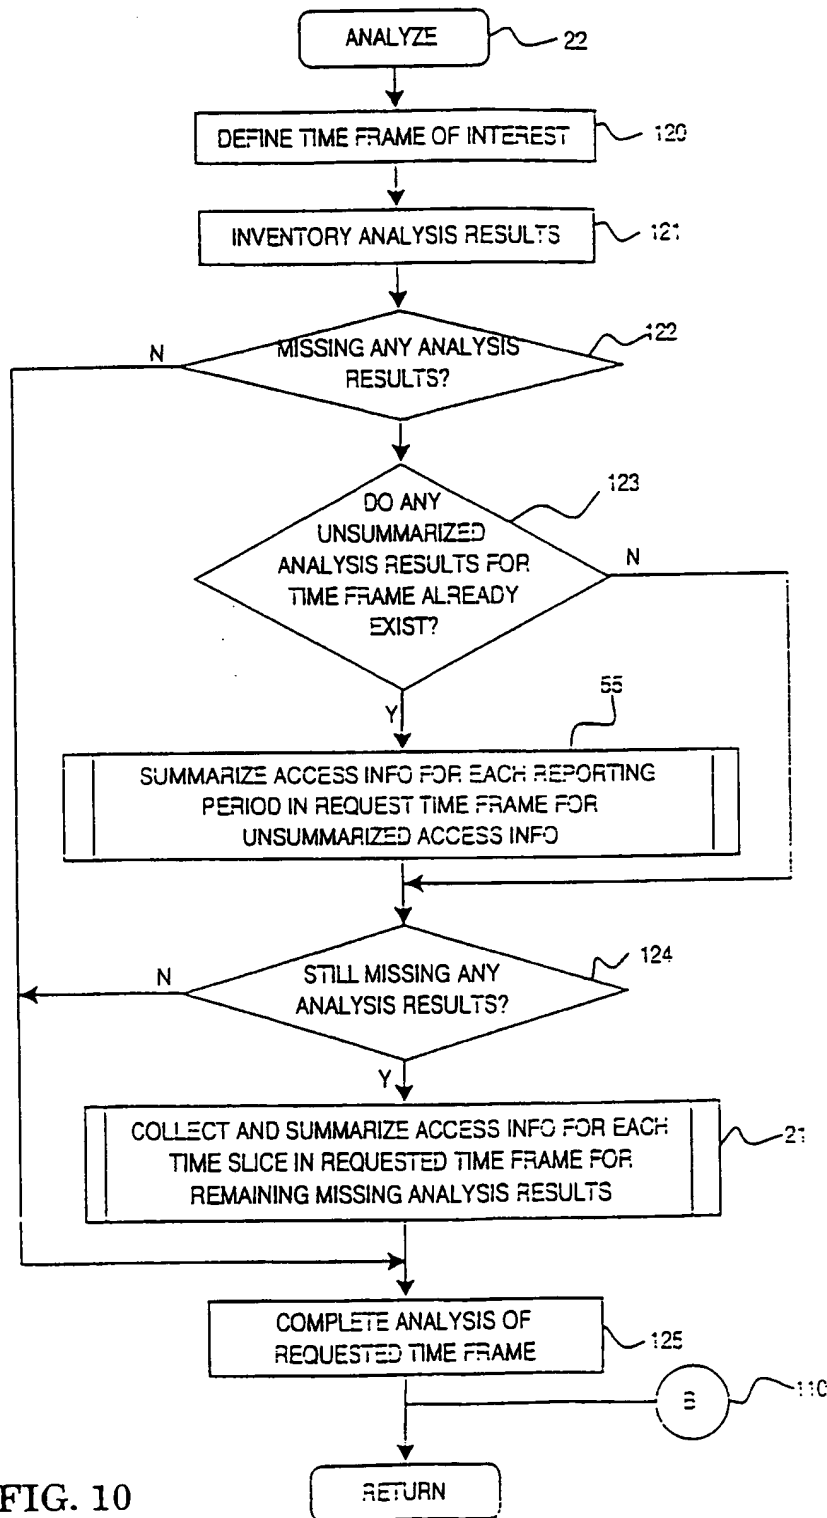 ANALYZE
22
DEFINE TIME FRAME OF INTEREST
120
INVENTORY ANALYSIS RESULTS
121
MISSING ANY ANALYSIS
RESULTS?
122
N
DO ANY
UNSUMMARIZED
ANALYSIS RESULTS FOR
TIME FRAME ALREADY
EXIST?
123
N
Y
55
SUMMARIZE ACCESS INFO FOR EACH REPORTING
PERIOD IN REQUEST TIME FRAME FOR
UNSUMMARIZED ACCESS INFO
STILL MISSING ANY
ANALYSIS RESULTS?
124
N
Y
COLLECT AND SUMMARIZE ACCESS INFO FOR EACH
TIME SLICE IN REQUESTED TIME FRAME FOR
REMAINING MISSING ANALYSIS RESULTS
21
COMPLETE ANALYSIS OF
REQUESTED TIME FRAME
125
B
110
RETURN
FIG. 10